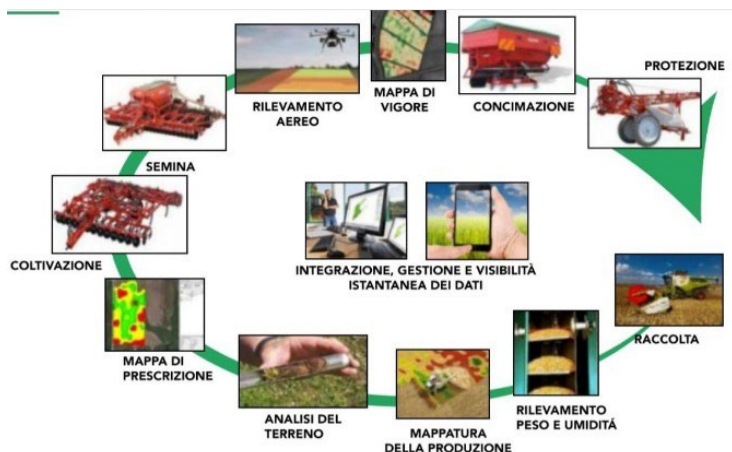 PROTEZIONE
MAPPA DI
VIGORE
CONCIMAZIONE
RILEVAMENTO
AEREO
SEMINA
COLTIVAZIONE
INTEGRAZIONE, GESTIONE E VISIBILITÀ
ISTANTANEA DEI DATI
MAPPA DI
PRESCRIZIONE
ANALISI DEL
TERRENO
MAPPATURA
DELLA PRODUZIONE
RILEVAMENTO
PESO E UMIDITÁ
RACCOLTA